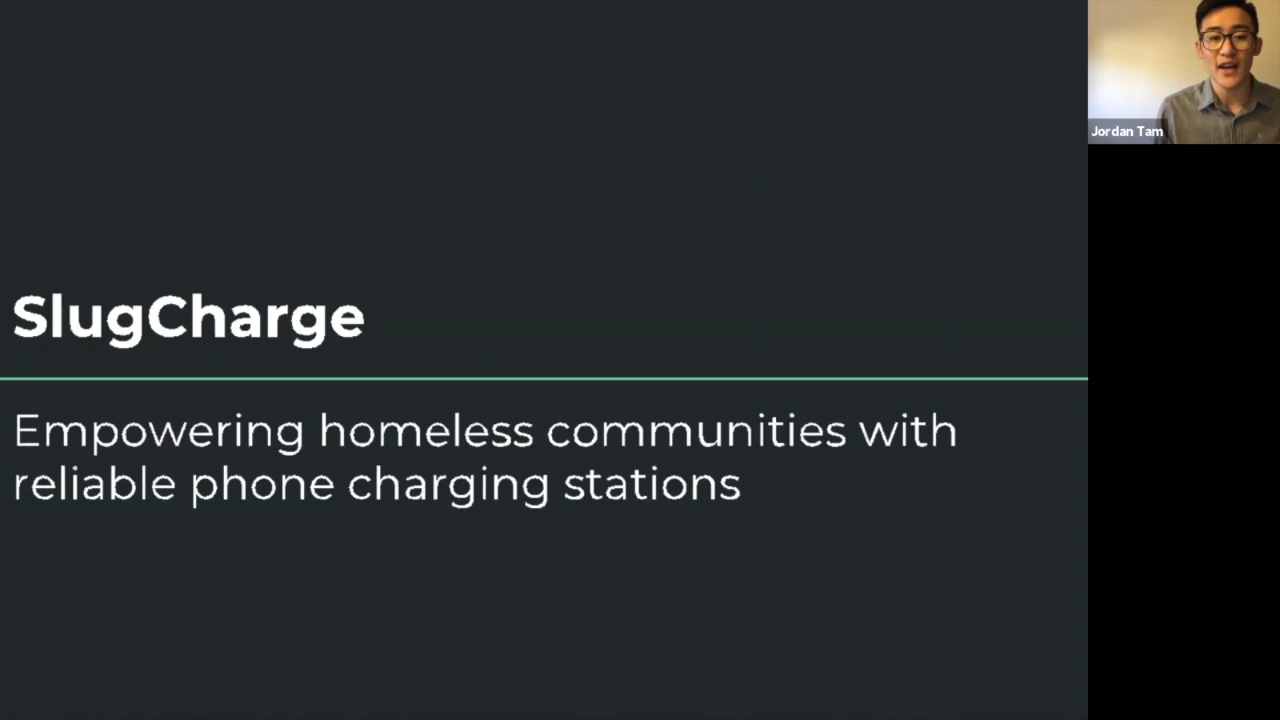 SlugCharge
Empowering homeless communities with
reliable phone charging stations
Jordan Tam